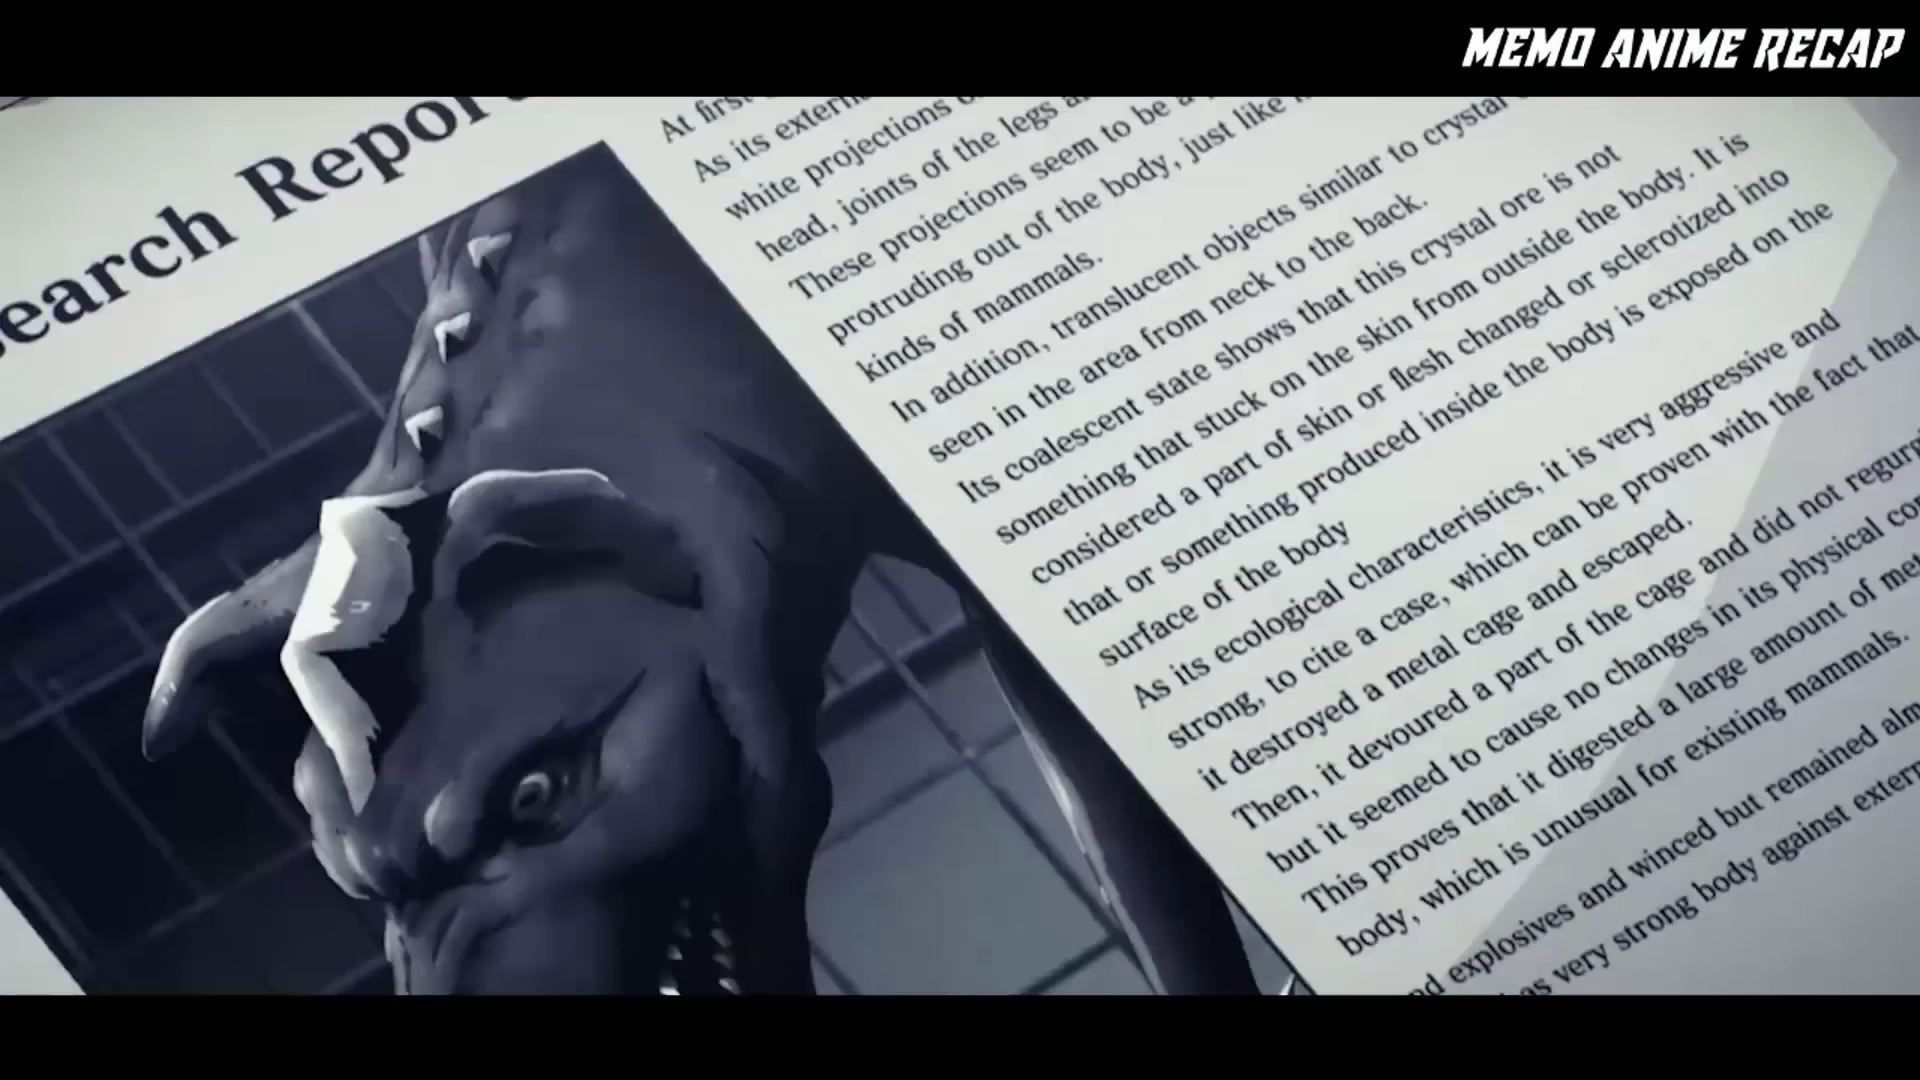 MEMO ANIME RECAP
search Report
At first
As its extern
white projections
head, joints of the legs
These projections seem to be a
protruding out of the body, just like
kinds of mammals.
In addition, translucent objects similar to crystal
seen in the area from neck to the back.
Its coalescent state shows that this crystal ore is not
something that stuck on the skin from outside the body. It is
considered a part of skin or flesh changed or sclerotized into
that or something produced inside the body is exposed on the
surface of the body
As its ecological characteristics, it is very aggressive and
strong, to cite a case, which can be proven with the fact that
it destroyed a metal cage and escaped.
Then, it devoured a part of the cage and did not regurgi
but it seemed to cause no changes in its physical con
This proves that it digested a large amount of met
body, which is unusual for existing mammals.
nd explosives and winced but remained alm
as very strong body against extern